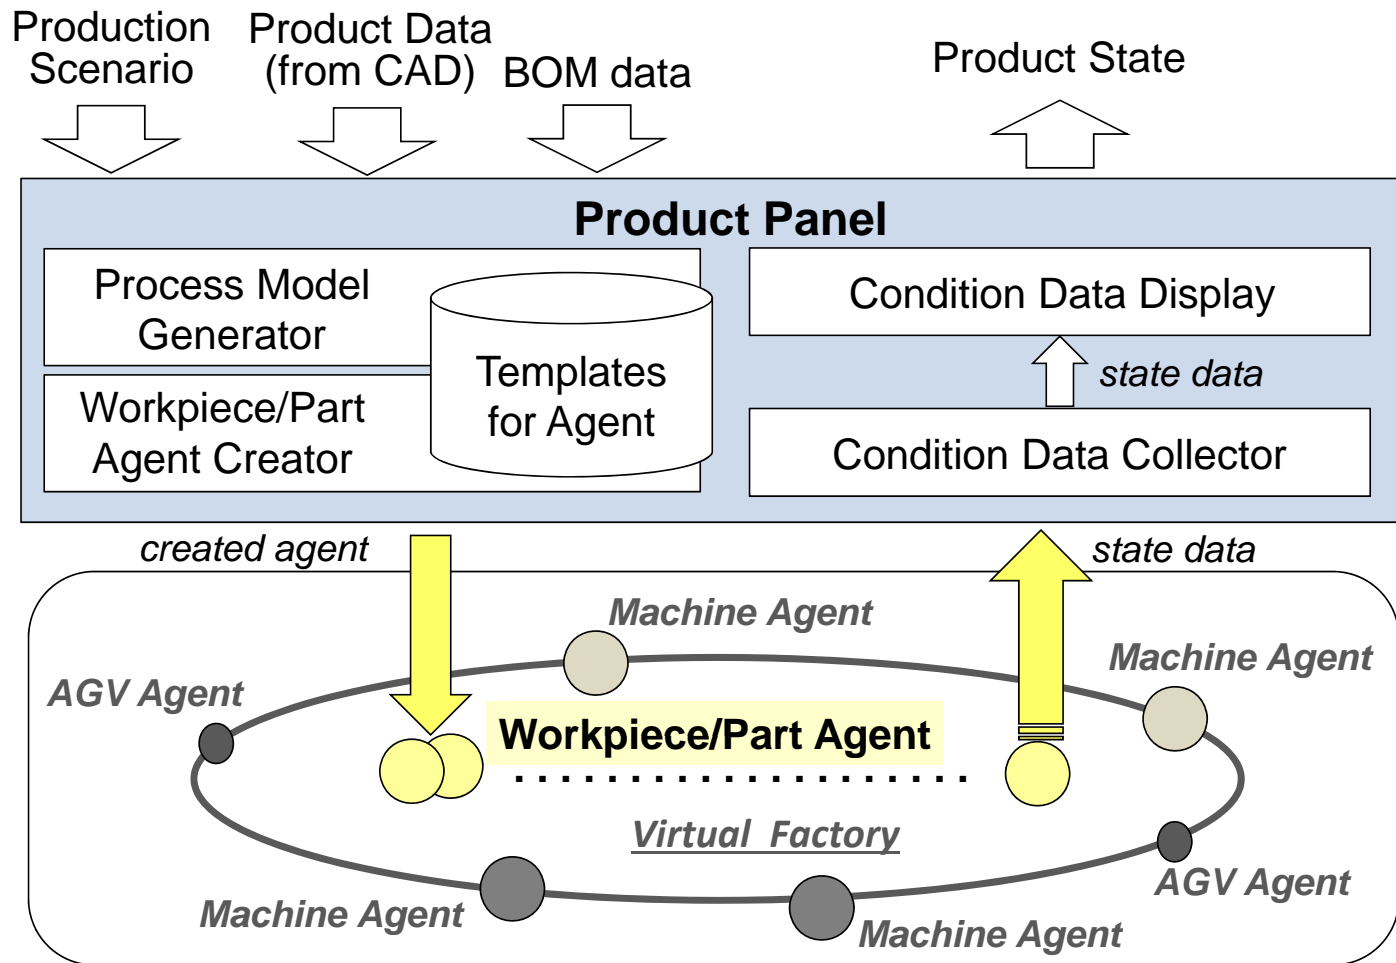 Production
Scenario
Product Data
(from CAD)
BOM data
Product State
Product Panel
Process Model
Generator
Workpiece/Part
Agent Creator
Templates
for Agent
Condition Data Display
state data
Condition Data Collector
created agent
state data
Machine Agent
Machine Agent
AGV Agent
Workpiece/Part Agent
Virtual Factory
AGV Agent
Machine Agent
Machine Agent